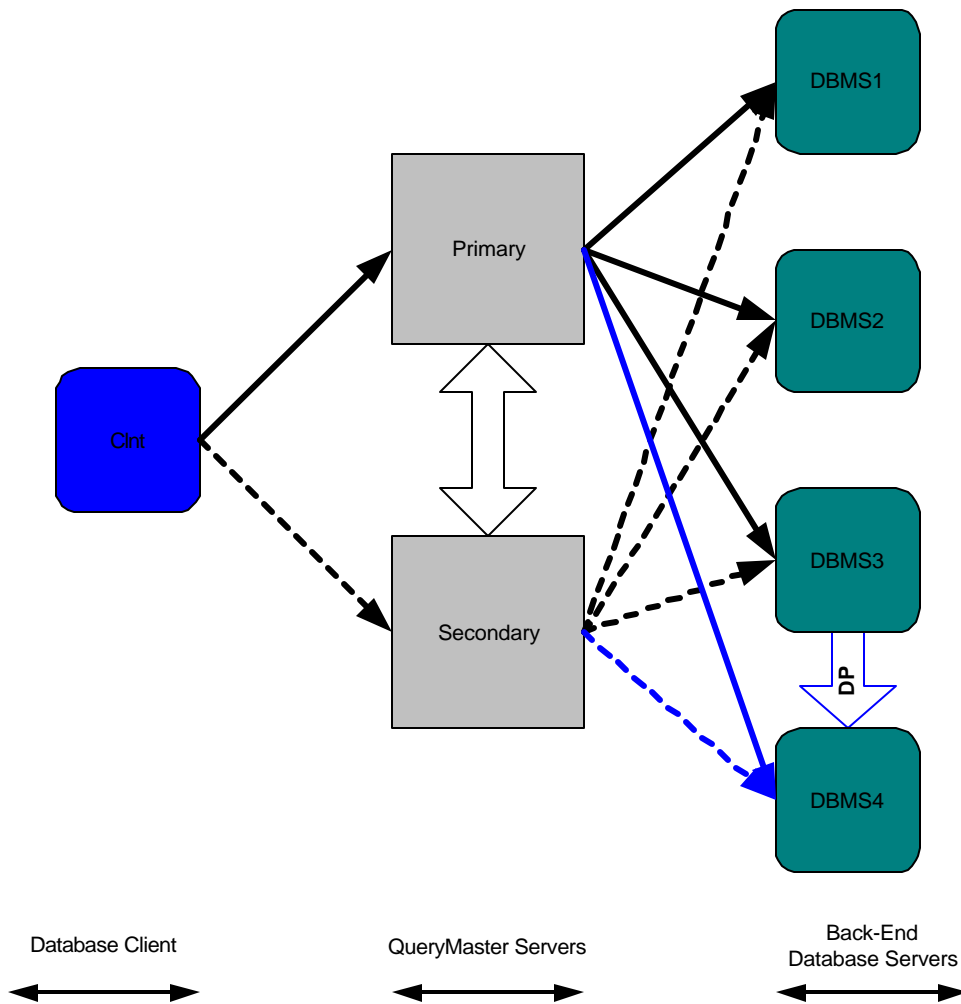 DBMS1
Primary
DBMS2
Clnt
Secondary
DBMS3
DP
DBMS4
Database Client
QueryMaster Servers
Back-End
Database Servers